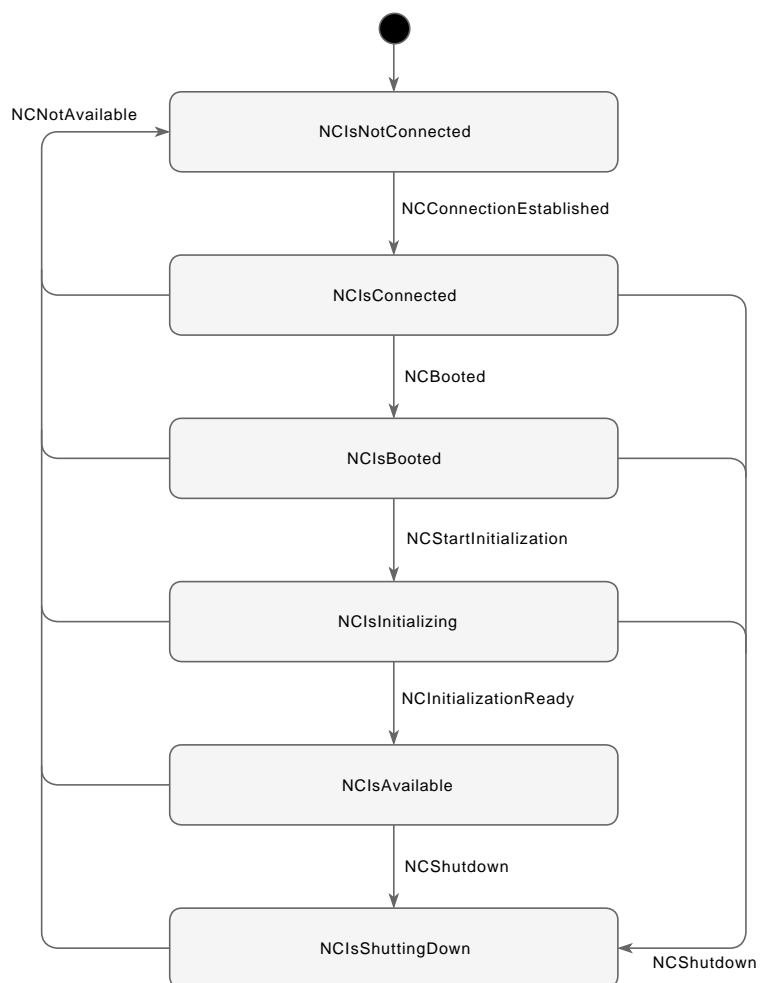 NCNotAvailable
NCIsNotConnected
NCConnectionEstablished
NCIsConnected
NCBooted
NCIsBooted
NCStartInitialization
NCIsInitializing
NCInitializationReady
NCIsAvailable
NCShutdown
NCIsShuttingDown
NCShutdown